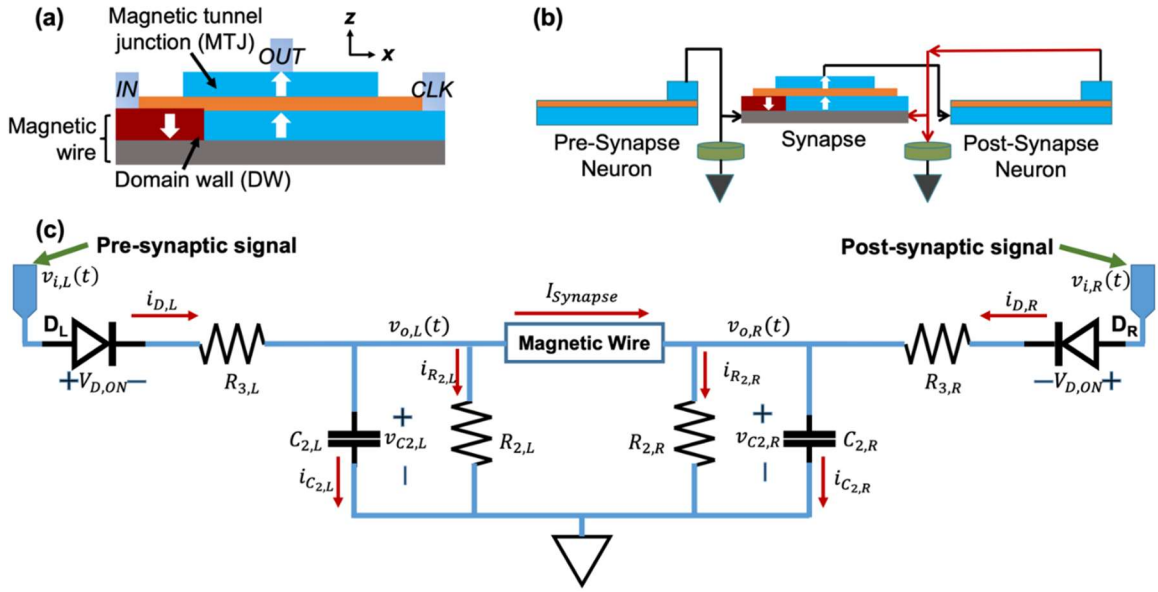 (a)
Magnetic tunnel
junction (MTJ)
OUT
z
x
IN
CLK
Magnetic
wire
Domain wall (DW)
(b)
Pre-Synapse
Neuron
Synapse
Post-Synapse
Neuron
(c)
Pre-synaptic signal
Post-synaptic signal
v_{i,L}(t)
v_{i,R}(t)
i_{D,L}
I_{Synapse}
i_{D,R}
D_L
v_{o,L}(t)
Magnetic Wire
v_{o,R}(t)
D_R
+ V_{D,ON} −
R_{3,L}
i_{R_{2,L}}
i_{R_{2,R}}
R_{3,R}
− V_{D,ON} +
C_{2,L}
+
v_{C2,L}
−
R_{2,L}
R_{2,R}
+
v_{C2,R}
−
C_{2,R}
i_{C_{2,L}}
i_{C_{2,R}}